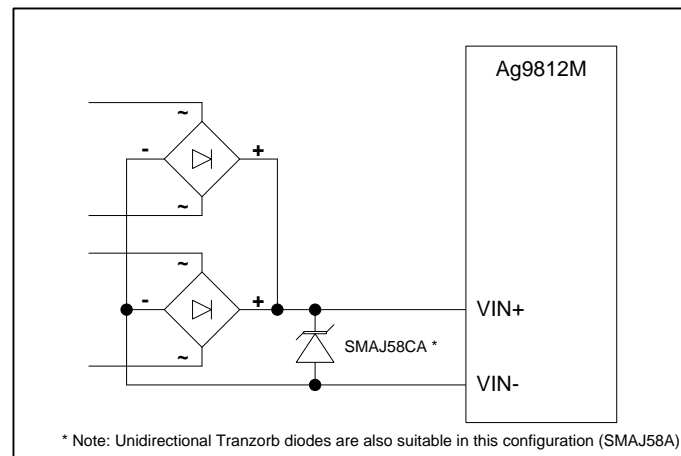 Ag9812M
~
- +
~
~
- +
VIN+
SMAJ58CA *
~
VIN-
* Note: Unidirectional Tranzorb diodes are also suitable in this configuration (SMAJ58A)